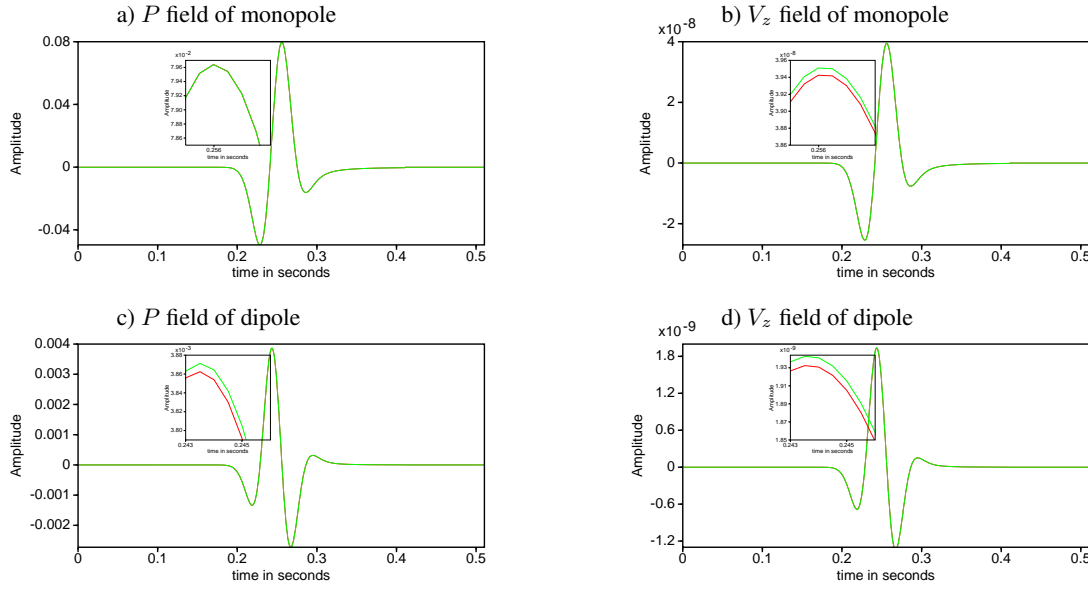 a) P field of monopole
0.08
0.04
0
-0.04
Amplitude
0 0.1 0.2 0.3 0.4 0.5
time in seconds
x10^-2
7.96
7.94
7.92
7.90
7.88
7.86
Amplitude
0.256
time in seconds
b) V_z field of monopole
x10^-8
4
2
0
-2
Amplitude
0 0.1 0.2 0.3 0.4 0.5
time in seconds
x10^-8
3.96
3.94
3.92
3.90
3.88
3.86
Amplitude
0.256
time in seconds
c) P field of dipole
0.004
0.003
0.002
0.001
0
-0.001
-0.002
Amplitude
0 0.1 0.2 0.3 0.4 0.5
time in seconds
x10^-3
3.88
3.86
3.84
3.82
3.80
Amplitude
0.243 0.245
time in seconds
d) V_z field of dipole
x10^-9
1.8
1.2
0.6
0
-0.6
-1.2
Amplitude
0 0.1 0.2 0.3 0.4 0.5
time in seconds
x10^-9
1.93
1.91
1.89
1.87
1.85
Amplitude
0.243 0.245
time in seconds